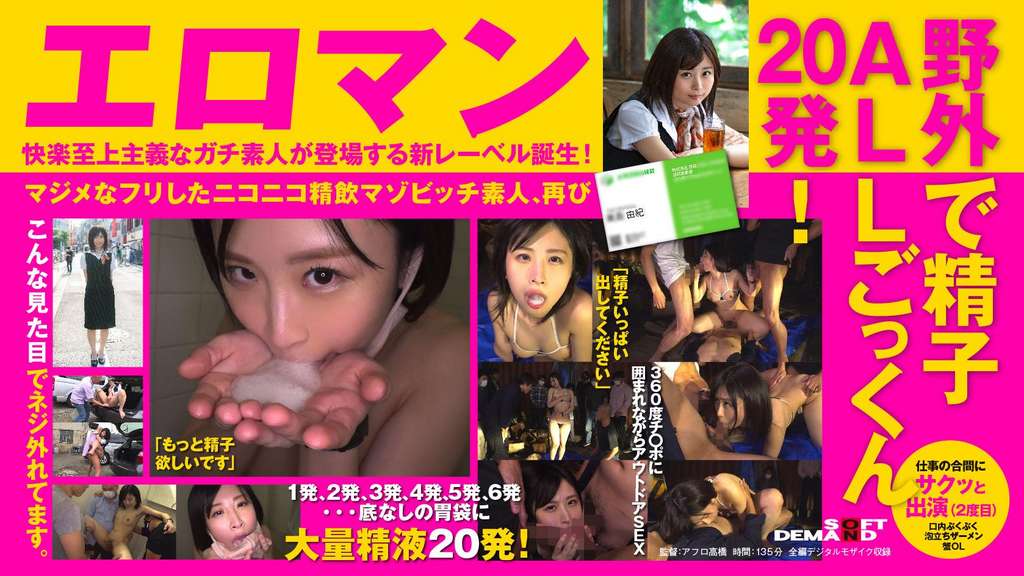 エロマン
快楽至上主義なガチ素人が登場する新レーベル誕生！
マジメなフリしたニコニコ精飲マゾビッチ素人、再び
野外で精子
ALLごっくん
20発！
由紀
こんな見た目でネジ外れてます。
「もっと精子
欲しいです」
「精子いっぱい
出してください」
360度チ〇ポに
囲まれながらアウトドアSEX
1発、2発、3発、4発、5発、6発
・・・底なしの胃袋に
大量精液20発！
仕事の合間に
サクッと
出演（2度目）
口内ぶくぶく
泡立ちザーメン
蟹OL
SOFT
ON
DEMAND
監督：アフロ高橋 時間：135分 全編デジタルモザイク収録